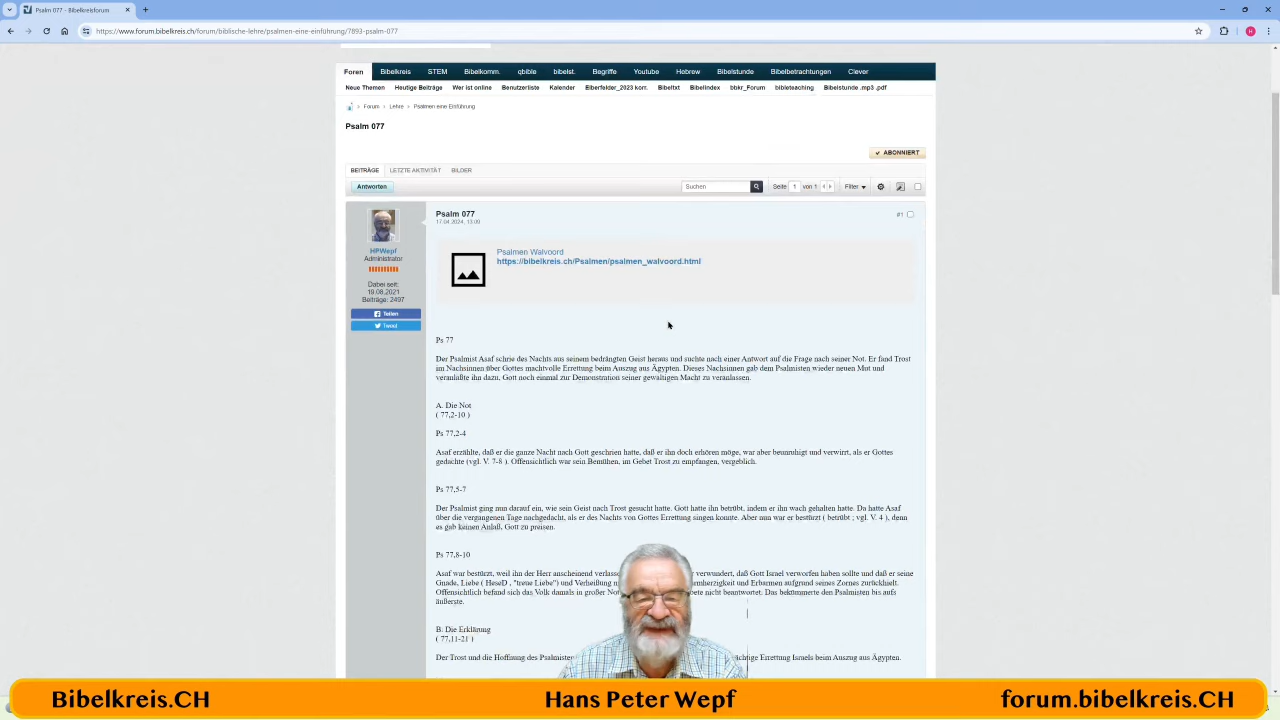 Psalm 077 - Bibelkreisforum
https://www.forum.bibelkreis.ch/forum/biblische-lehre/psalmen-eine-einführung/7893-psalm-077
Foren Bibelkreis STEM Bibelkomm. qbible bibelst. Begriffe Youtube Hebrew Bibelstunde Bibelbetrachtungen Clever
Neue Themen Heutige Beiträge Wer ist online Benutzerliste Kalender Elberfelder_2023 korr. Bibeltxt BibelIndex bbkr_Forum bibleteaching Bibelstunde .mp3 .pdf
Forum Lehre Psalmen eine Einführung
Psalm 077
ABONNIERT
BEITRÄGE LETZTE AKTIVITÄT BILDER
Antworten Suchen Seite 1 von 1 Filter
Psalm 077 #1
17.04.2024, 13:09
HPWepf
Administrator
Dabei seit:
19.08.2021
Beiträge: 2497
Teilen
Tweet
Psalmen Walvoord
https://bibelkreis.ch/Psalmen/psalmen_walvoord.html
Ps 77
Der Psalmist Asaf schrie des Nachts aus seinem bedrängten Geist heraus und suchte nach einer Antwort auf die Frage nach seiner Not. Er fand Trost
im Nachsinnen über Gottes machtvolle Errettung beim Auszug aus Ägypten. Dieses Nachsinnen gab dem Psalmisten wieder neuen Mut und
veranlaßte ihn dazu, Gott noch einmal zur Demonstration seiner gewaltigen Macht zu veranlassen.
A. Die Not
( 77,2-10 )
Ps 77,2-4
Asaf erzählte, daß er die ganze Nacht nach Gott geschrien hatte, daß er ihn doch erhören möge, war aber beunruhigt und verwirrt, als er Gottes
gedachte (vgl. V. 7-8 ). Offensichtlich war sein Bemühen, im Gebet Trost zu empfangen, vergeblich.
Ps 77,5-7
Der Psalmist ging nun darauf ein, wie sein Geist nach Trost gesucht hatte. Gott hatte ihn betrübt, indem er ihn wach gehalten hatte. Da hatte Asaf
über die vergangenen Tage nachgedacht, als er des Nachts von Gottes Errettung singen konnte. Aber nun war er bestürzt ( betrübt ; vgl. V. 4 ), denn
es gab keinen Anlaß, Gott zu preisen.
Ps 77,8-10
Asaf war bestürzt, weil ihn der Herr anscheinend verlassen verwundert, daß Gott Israel verworfen haben sollte und daß er seine
Gnade, Liebe ( HeseD , "treue Liebe") und Verheißung und Erbarmen aufgrund seines Zornes zurückhielt.
Offensichtlich befand sich das Volk damals in großer Not nicht beantwortet. Das bekümmerte den Psalmisten bis aufs
äußerste.
B. Die Erklärung
( 77,11-21 )
Der Trost und die Hoffnung des Psalmisten Errettung Israels beim Auszug aus Ägypten.
Bibelkreis.CH Hans Peter Wepf forum.bibelkreis.CH